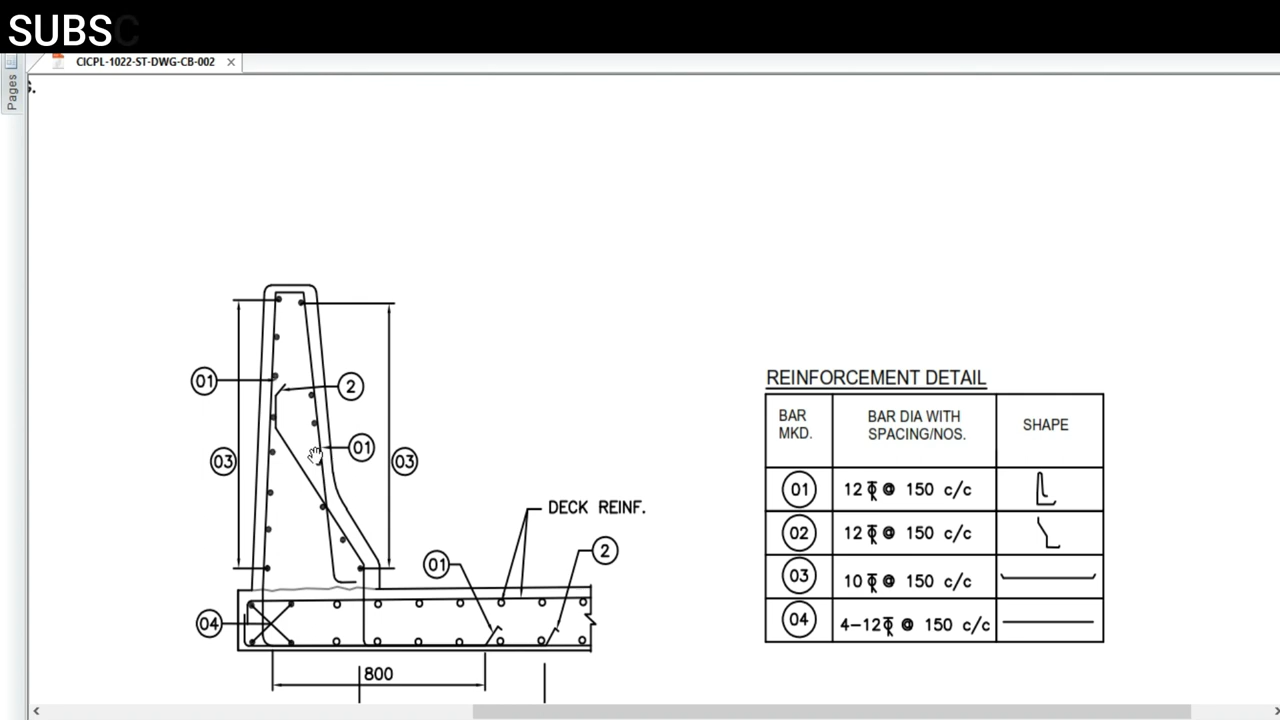 SUBSC
CICPL-1022-ST-DWG-CB-002
Pages
S.
01
2
01
03
03
DECK REINF.
01
2
04
800
REINFORCEMENT DETAIL
BAR MKD.
BAR DIA WITH SPACING/NOS.
SHAPE
01
12 @ 150 c/c
02
12 @ 150 c/c
03
10 @ 150 c/c
04
4-12 @ 150 c/c